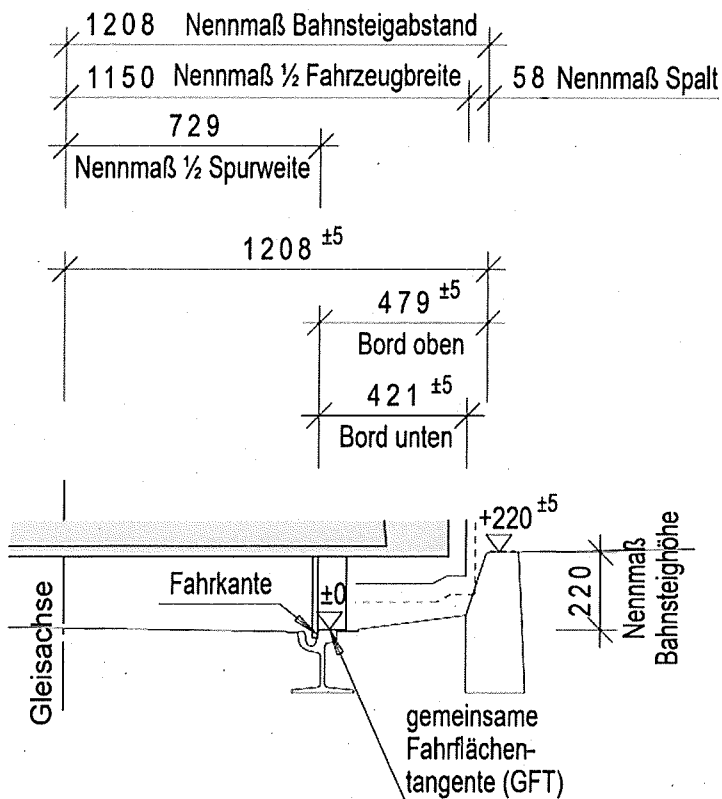 1208 Nennmaß Bahnsteigabstand
1150 Nennmaß ½ Fahrzeugbreite
58 Nennmaß Spalt
729
Nennmaß ½ Spurweite
1208 ±5
479 ±5
Bord oben
421 ±5
Bord unten
+220 ±5
Fahrkante
±0
220
Nennmaß
Bahnsteighöhe
Gleisachse
gemeinsame
Fahrflächen-
tangente (GFT)